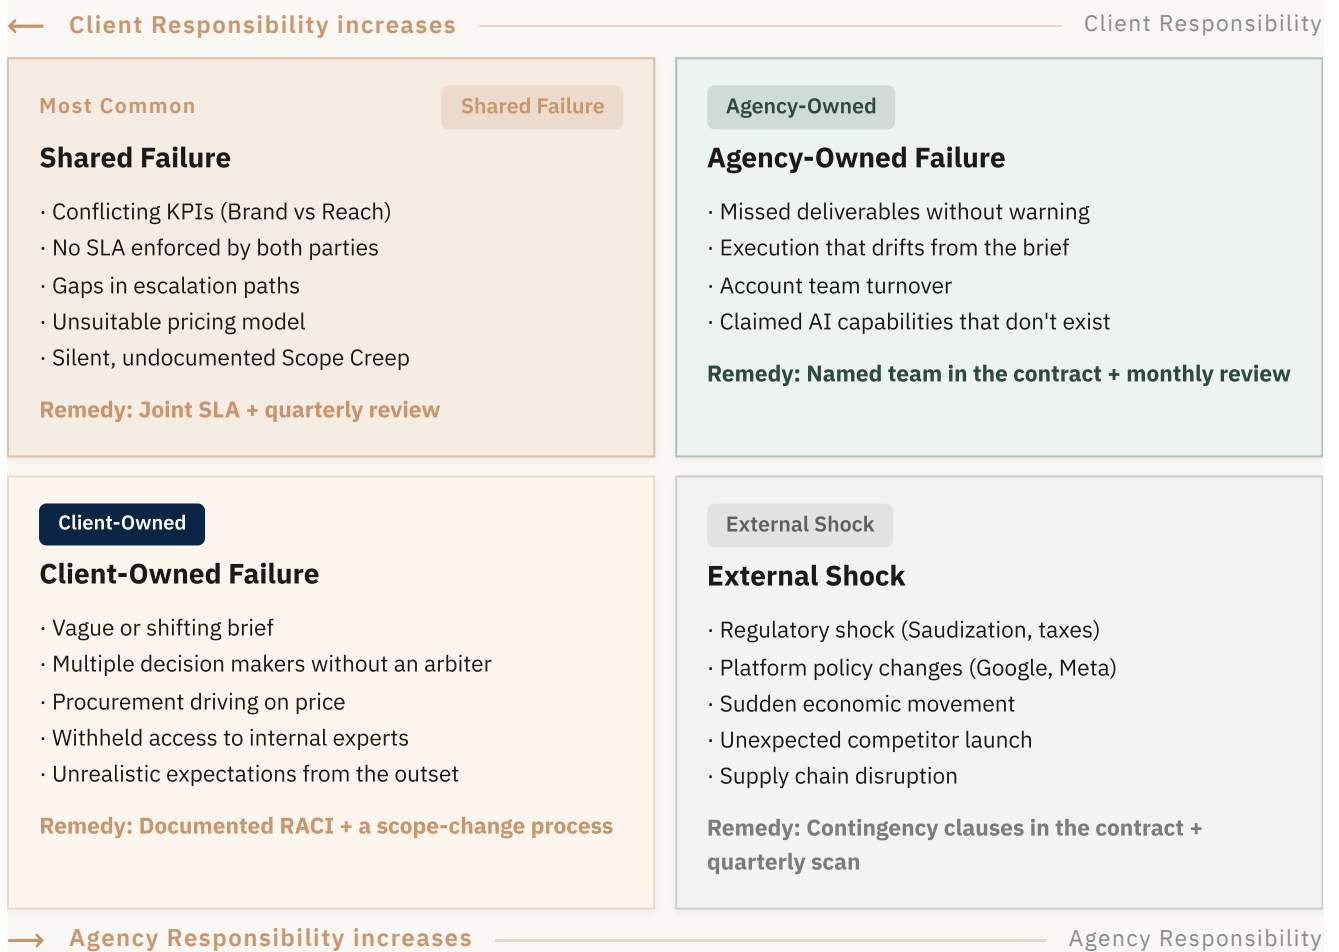 ← Client Responsibility increases
Client Responsibility
Most Common
Shared Failure
Shared Failure
· Conflicting KPIs (Brand vs Reach)
· No SLA enforced by both parties
· Gaps in escalation paths
· Unsuitable pricing model
· Silent, undocumented Scope Creep
Remedy: Joint SLA + quarterly review
Agency-Owned
Agency-Owned Failure
· Missed deliverables without warning
· Execution that drifts from the brief
· Account team turnover
· Claimed AI capabilities that don't exist
Remedy: Named team in the contract + monthly review
Client-Owned
Client-Owned Failure
· Vague or shifting brief
· Multiple decision makers without an arbiter
· Procurement driving on price
· Withheld access to internal experts
· Unrealistic expectations from the outset
Remedy: Documented RACI + a scope-change process
External Shock
External Shock
· Regulatory shock (Saudization, taxes)
· Platform policy changes (Google, Meta)
· Sudden economic movement
· Unexpected competitor launch
· Supply chain disruption
Remedy: Contingency clauses in the contract +
quarterly scan
→ Agency Responsibility increases
Agency Responsibility